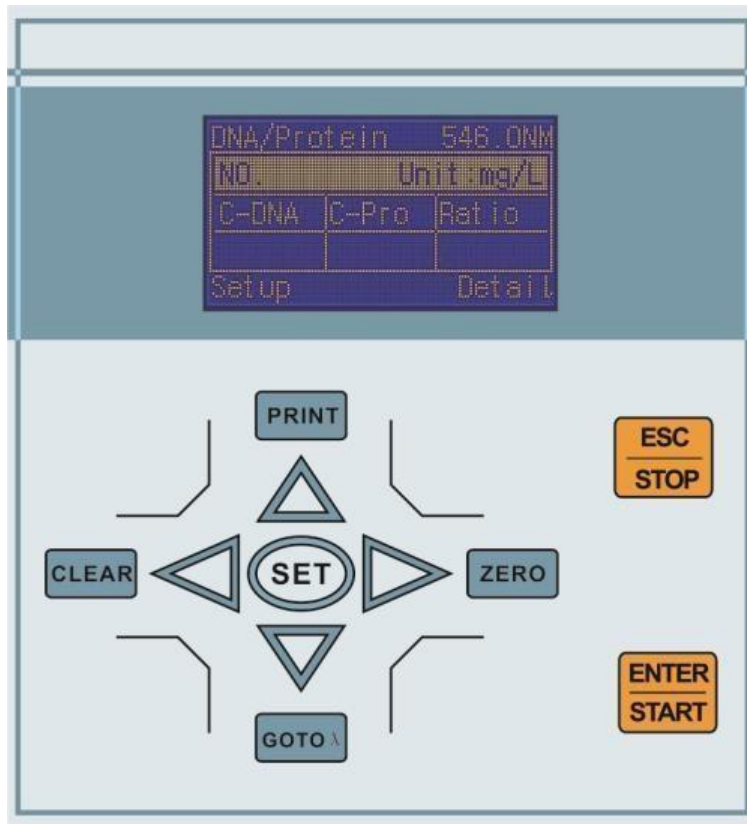 DNA/Protein 546.0NM
NO. Unit:mg/L
C-DNA C-Pro Ratio
Setup Detail
PRINT
ESC
STOP
CLEAR SET ZERO
ENTER
START
GOTO λ